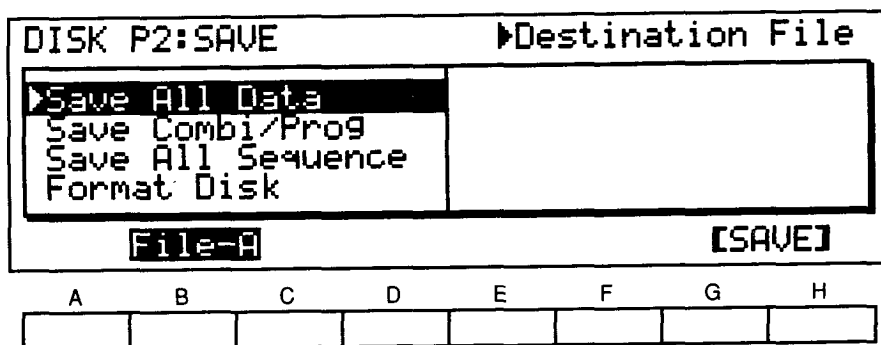 DISK P2:SAVE ▶Destination File
▶Save All Data
Save Combi/Prog
Save All Sequence
Format Disk
File-A [SAVE]
A B C D E F G H